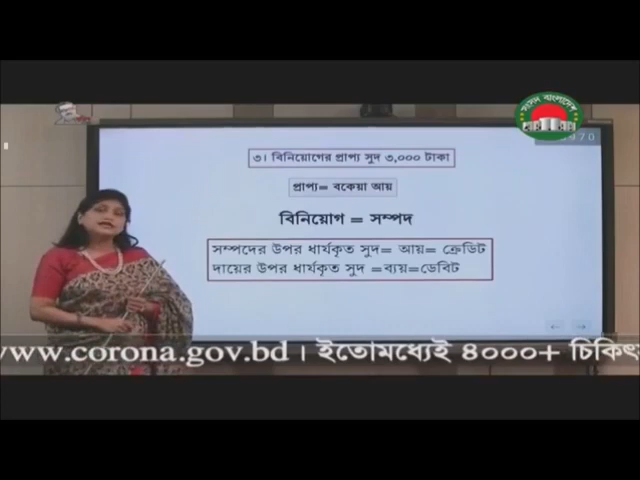 সংসদ বাংলাদেশ
৩। বিনিয়োগের প্রাপ্য সুদ ৩,০০০ টাকা
প্রাপ্য= বকেয়া আয়
বিনিয়োগ = সম্পদ
সম্পদের উপর ধার্যকৃত সুদ= আয়= ক্রেডিট
দায়ের উপর ধার্যকৃত সুদ =ব্যয়=ডেবিট
www.corona.gov.bd । ইতোমধ্যেই ৪০০০+ চিকিৎ